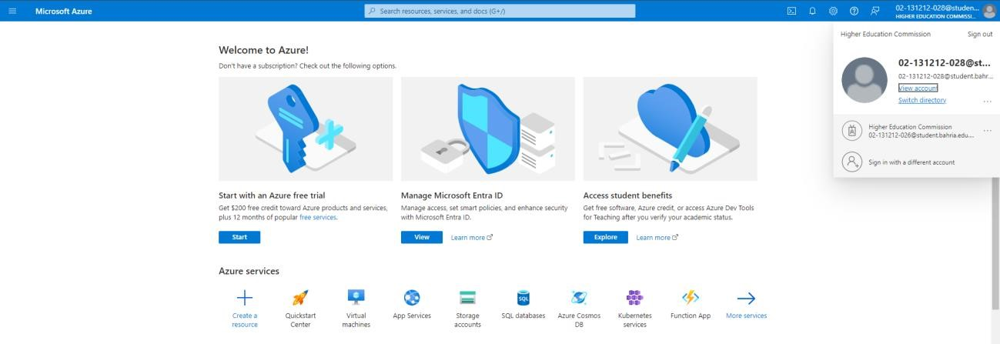 Microsoft Azure
Search resources, services, and docs (G+/)
02-131212-028@studen...
HIGHER EDUCATION COMMISSI...
Higher Education Commission
Sign out
02-131212-028@st...
02-131212-028@student.bahr...
View account
Switch directory
...
Higher Education Commission
02-131212-026@student.bahria.edu....
...
Sign in with a different account
Welcome to Azure!
Don't have a subscription? Check out the following options.
Start with an Azure free trial
Get $200 free credit toward Azure products and services,
plus 12 months of popular free services.
Start
Manage Microsoft Entra ID
Manage access, set smart policies, and enhance security
with Microsoft Entra ID.
View
Learn more
Access student benefits
Get free software, Azure credit, or access Azure Dev Tools
for Teaching after you verify your academic status.
Explore
Learn more
Azure services
Create a
resource
Quickstart
Center
Virtual
machines
App Services
Storage
accounts
SQL
SQL databases
Azure Cosmos
DB
Kubernetes
services
Function App
More services